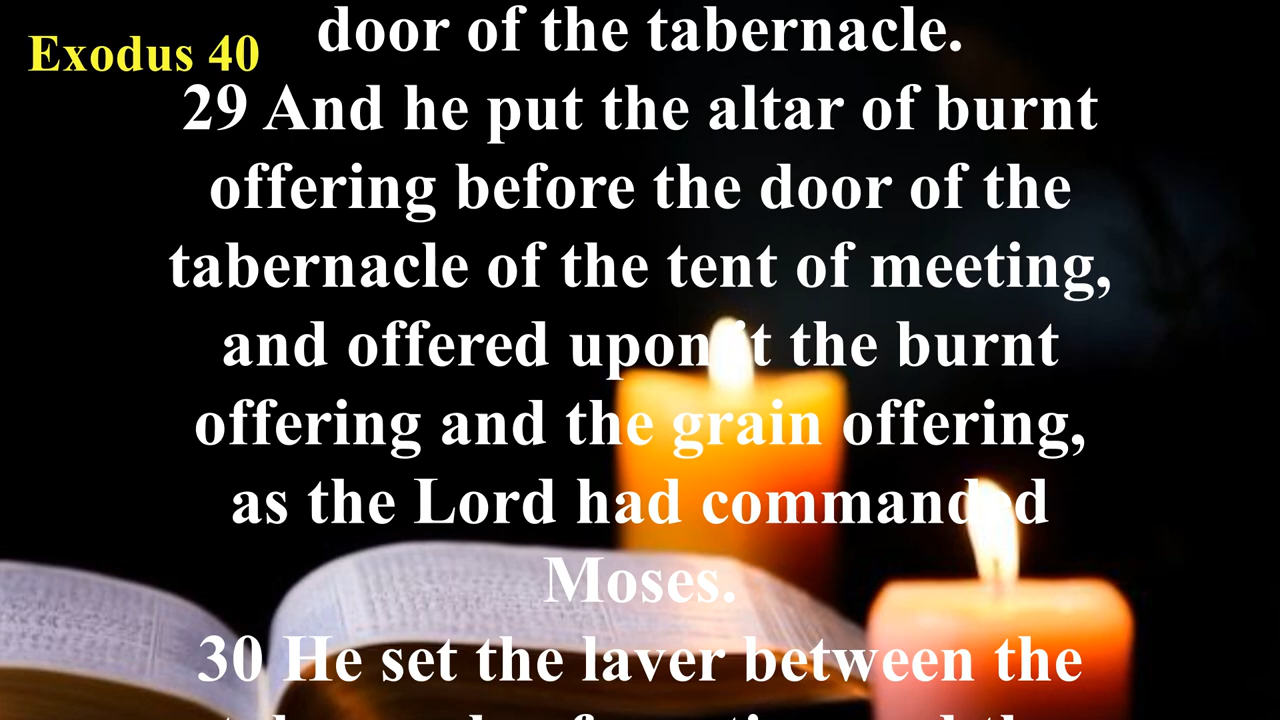 door of the tabernacle.
Exodus 40
29 And he put the altar of burnt
offering before the door of the
tabernacle of the tent of meeting,
and offered upon it the burnt
offering and the grain offering,
as the Lord had commanded
Moses.
30 He set the laver between the